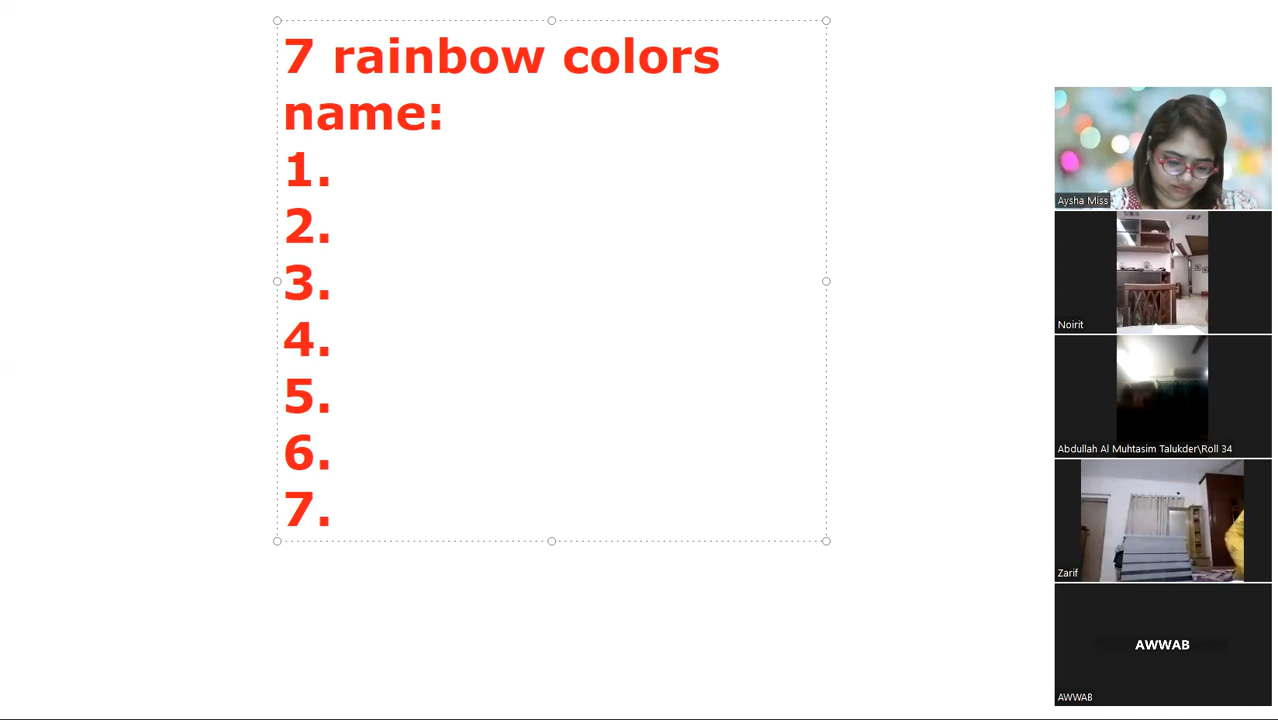 7 rainbow colors
name:
1.
2.
3.
4.
5.
6.
7.
Aysha Miss
Noirit
Abdullah Al Muhtasim Talukder\Roll 34
Zarif
AWWAB
AWWAB